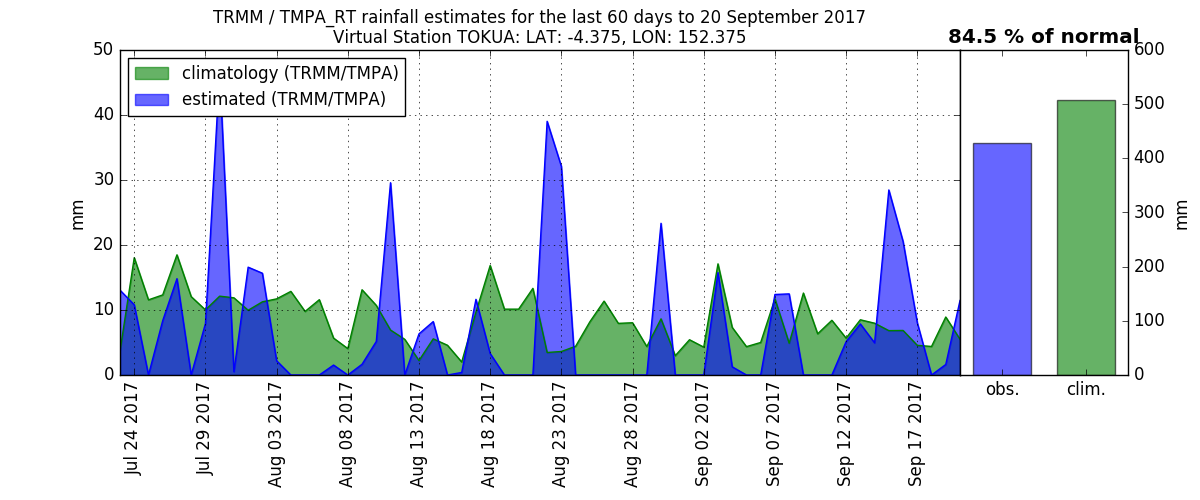 TRMM / TMPA_RT rainfall estimates for the last 60 days to 20 September 2017
Virtual Station TOKUA: LAT: -4.375, LON: 152.375
84.5 % of normal
climatology (TRMM/TMPA)
estimated (TRMM/TMPA)
mm
50
40
30
20
10
0
Jul 24 2017
Jul 29 2017
Aug 03 2017
Aug 08 2017
Aug 13 2017
Aug 18 2017
Aug 23 2017
Aug 28 2017
Sep 02 2017
Sep 07 2017
Sep 12 2017
Sep 17 2017
obs.
clim.
600
500
400
300
200
100
0
mm